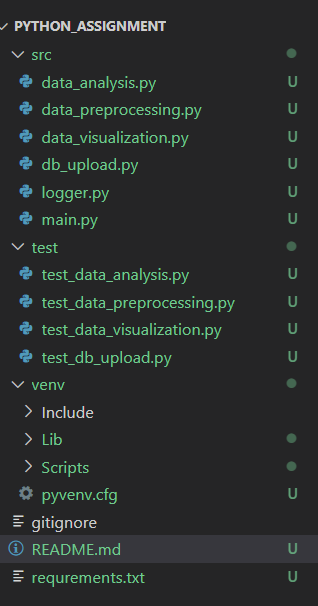 PYTHON_ASSIGNMENT
src
data_analysis.py U
data_preprocessing.py U
data_visualization.py U
db_upload.py U
logger.py U
main.py U
test
test_data_analysis.py U
test_data_preprocessing.py U
test_data_visualization.py U
test_db_upload.py U
venv
Include
Lib
Scripts
pyvenv.cfg U
gitignore
README.md U
requrements.txt U